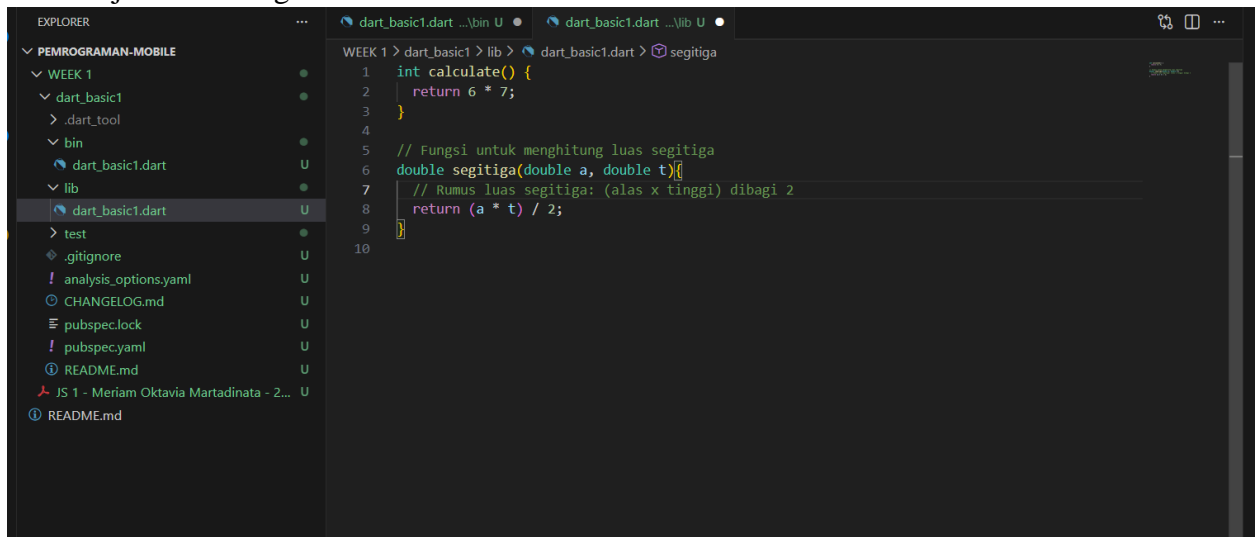 EXPLORER
PEMROGRAMAN-MOBILE
WEEK 1
dart_basic1
.dart_tool
bin
dart_basic1.dart U
lib
dart_basic1.dart U
test
.gitignore U
analysis_options.yaml U
CHANGELOG.md U
pubspec.lock U
pubspec.yaml U
README.md U
JS 1 - Meriam Oktavia Martadinata - 2... U
README.md
dart_basic1.dart ...\bin U
dart_basic1.dart ...\lib U
WEEK 1 > dart_basic1 > lib > dart_basic1.dart > segitiga
1 int calculate() {
2 return 6 * 7;
3 }
4
5 // Fungsi untuk menghitung luas segitiga
6 double segitiga(double a, double t){
7 // Rumus luas segitiga: (alas x tinggi) dibagi 2
8 return (a * t) / 2;
9 }
10